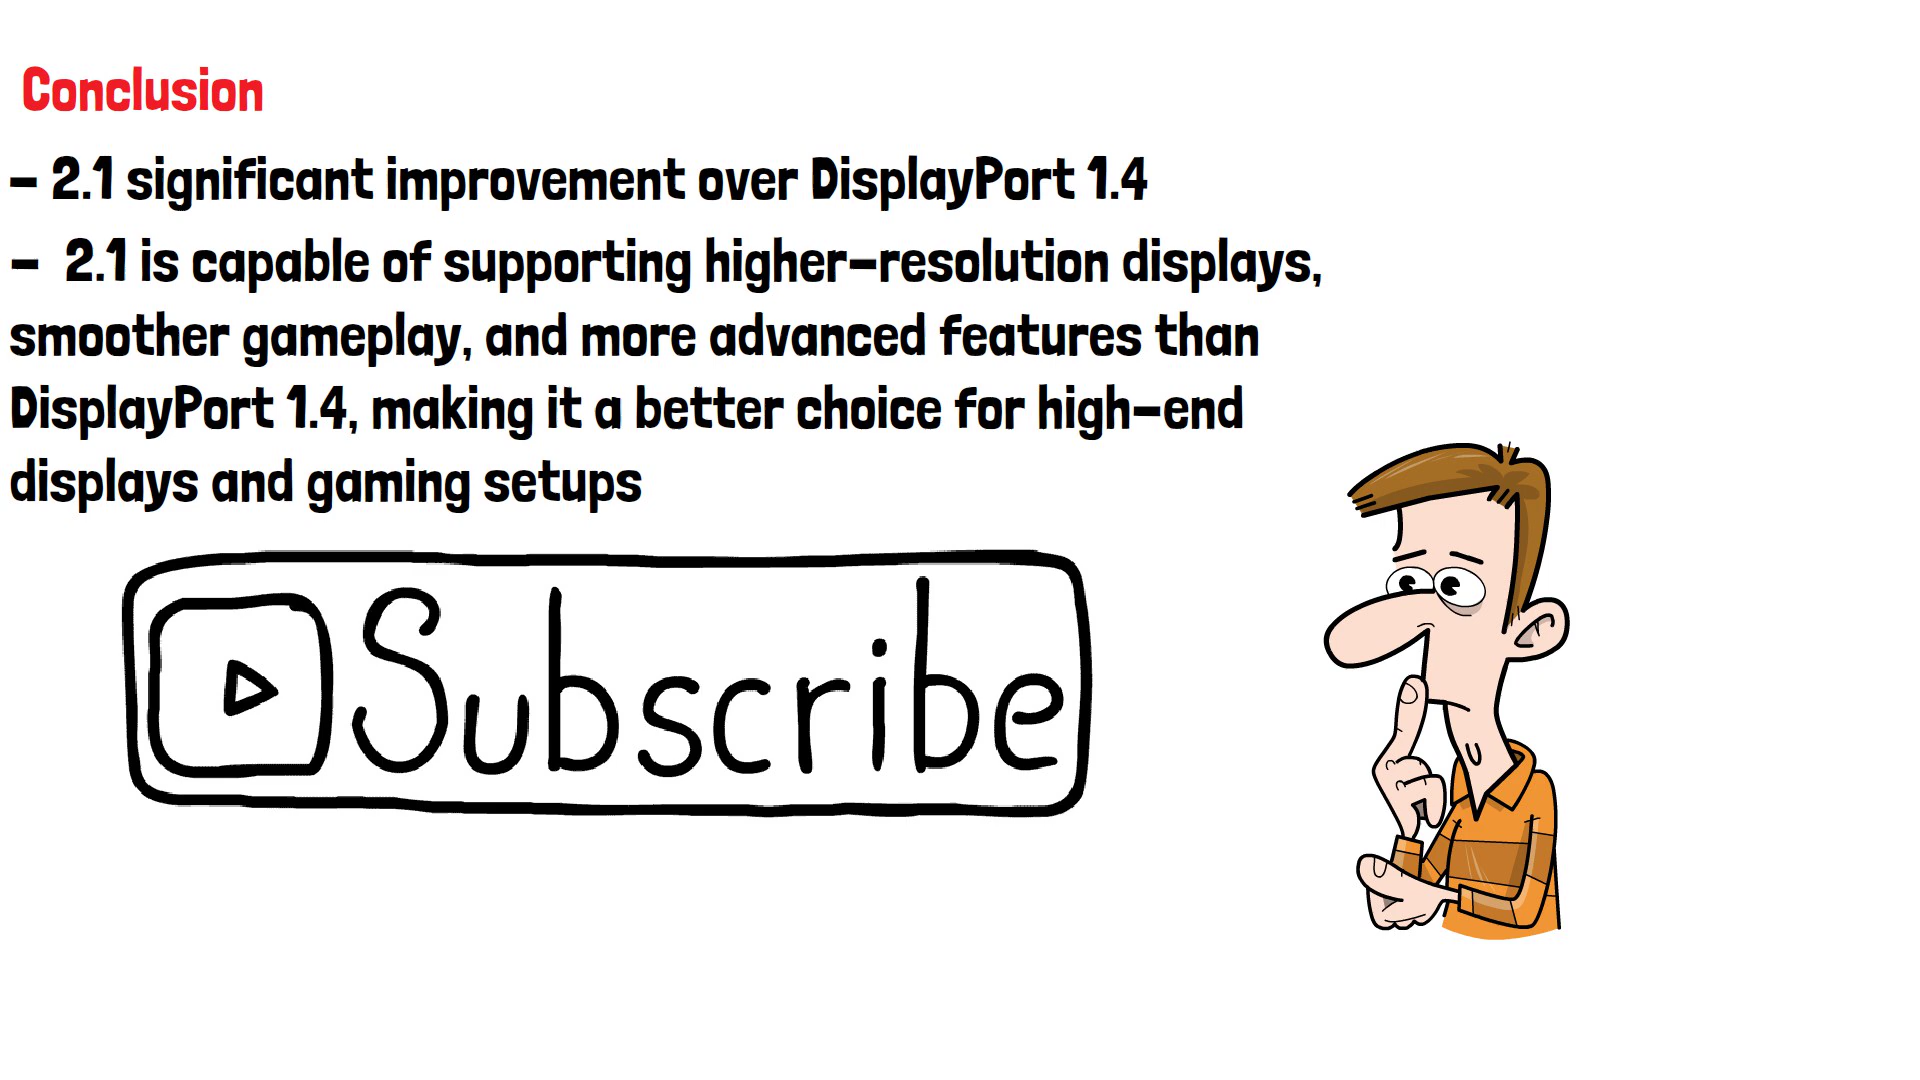 Conclusion
- 2.1 significant improvement over DisplayPort 1.4
- 2.1 is capable of supporting higher-resolution displays,
smoother gameplay, and more advanced features than
DisplayPort 1.4, making it a better choice for high-end
displays and gaming setups
Subscribe